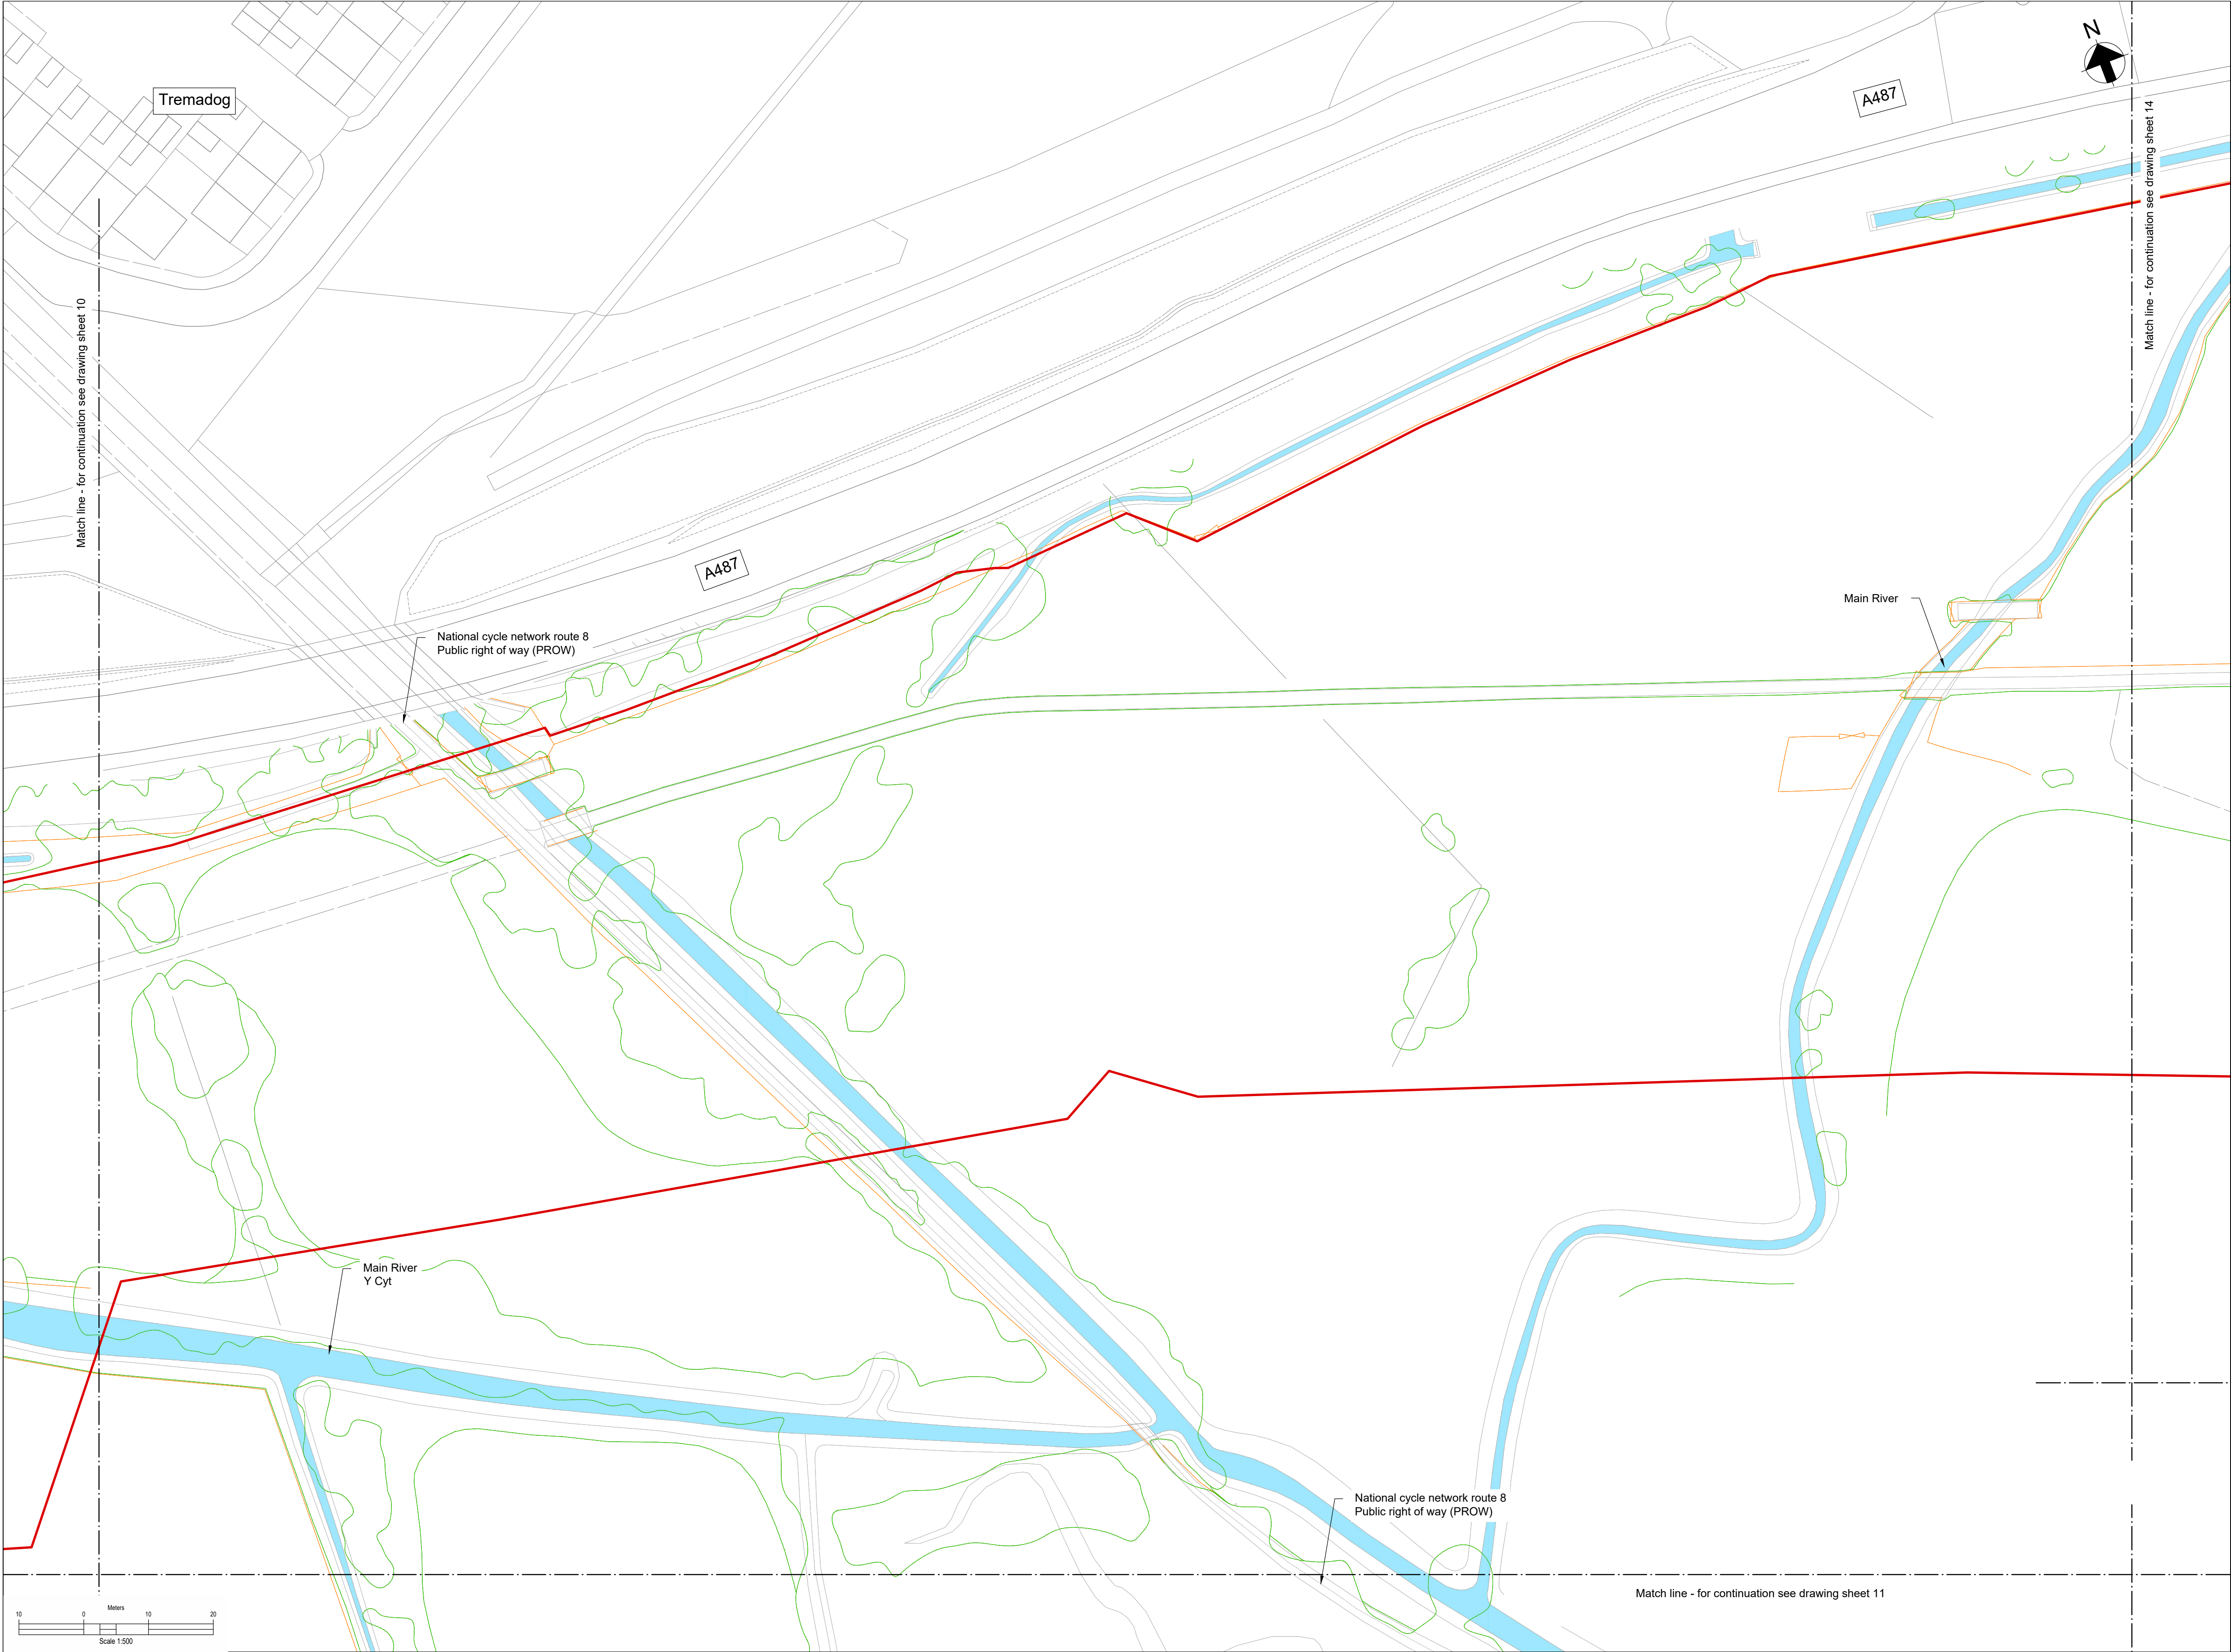 N
Tremadog
A487
Match line - for continuation see drawing sheet 14
Match line - for continuation see drawing sheet 10
A487
Main River
National cycle network route 8
Public right of way (PROW)
Main River
Y Cyt
National cycle network route 8
Public right of way (PROW)
Match line - for continuation see drawing sheet 11
Meters
10 0 10 20
Scale 1:500